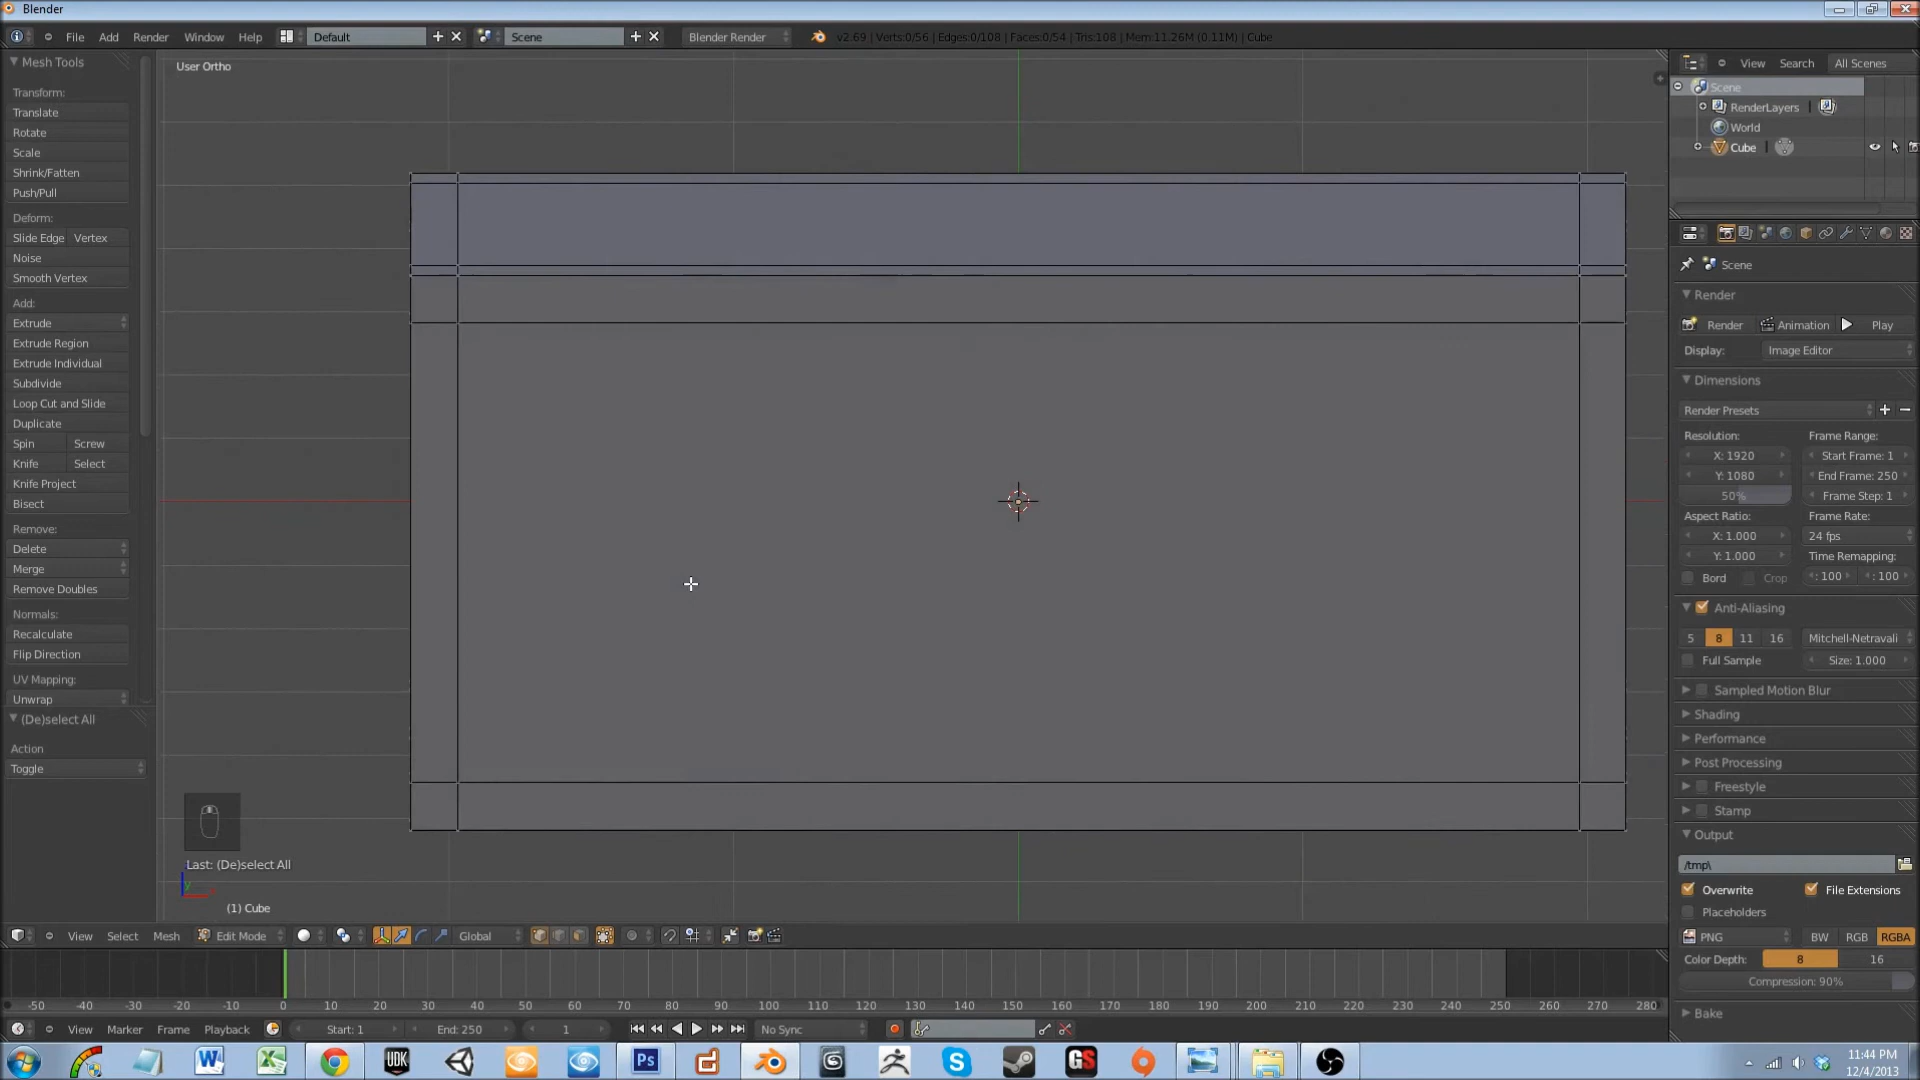 Blender
File Add Render Window Help Default Scene Blender Render v2.69 | Verts:0/56 | Edges:0/108 | Faces:0/54 | Tris:108 | Mem:11.26M (0.11M) | Cube
Mesh Tools
Transform:
Translate
Rotate
Scale
Shrink/Fatten
Push/Pull
Deform:
Slide Edge Vertex
Noise
Smooth Vertex
Add:
Extrude
Extrude Region
Extrude Individual
Subdivide
Loop Cut and Slide
Duplicate
Spin Screw
Knife Select
Knife Project
Bisect
Remove:
Delete
Merge
Remove Doubles
Normals:
Recalculate
Flip Direction
UV Mapping:
Unwrap
(De)select All
Action
Toggle
User Ortho
Last: (De)select All
y
(1) Cube
View Search All Scenes
Scene
RenderLayers
World
Cube
Scene
Render
Render Animation Play
Display: Image Editor
Dimensions
Render Presets
Resolution: Frame Range:
X: 1920 Start Frame: 1
Y: 1080 End Frame: 250
50% Frame Step: 1
Aspect Ratio: Frame Rate:
X: 1.000 24 fps
Y: 1.000 Time Remapping:
Bord Crop : 100 : 100
Anti-Aliasing
5 8 11 16 Mitchell-Netravali
Full Sample Size: 1.000
Sampled Motion Blur
Shading
Performance
Post Processing
Freestyle
Stamp
Output
/tmp\
Overwrite File Extensions
Placeholders
PNG BW RGB RGBA
Color Depth: 8 16
Compression: 90%
Bake
View Select Mesh Edit Mode Global
-50 -40 -30 -20 -10 0 10 20 30 40 50 60 70 80 90 100 110 120 130 140 150 160 170 180 190 200 210 220 230 240 250 260 270 280
View Marker Frame Playback Start: 1 End: 250 1 No Sync
UDK Ps GS
11:44 PM
12/4/2013